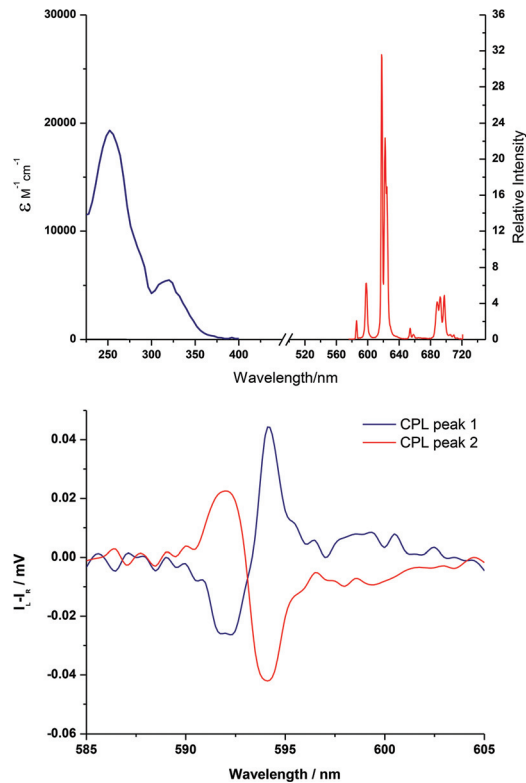 30000
20000
10000
0
ε M⁻¹cm⁻¹
36
32
28
24
20
16
12
8
4
0
Relative Intensity
250 300 350 400 520 560 600 640 680 720
Wavelength/nm
CPL peak 1
CPL peak 2
0.04
0.02
0.00
-0.02
-0.04
-0.06
I_L-I_R / mV
585 590 595 600 605
Wavelength / nm